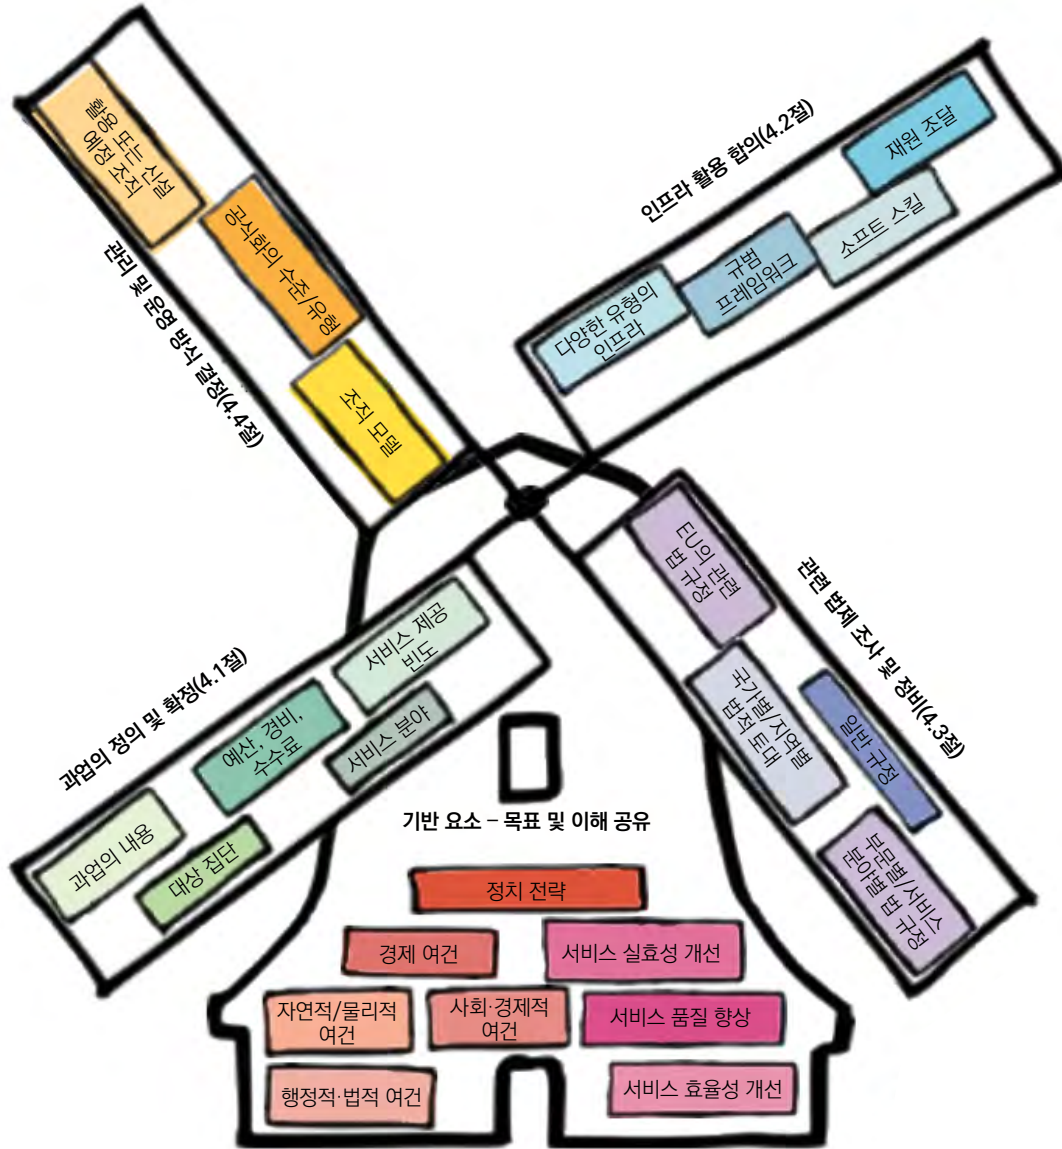 활용 또는 신설
예정 조직
공식화의 수준/유형
조직 모델
관리 및 운영 방식 결정(4.4절)
인프라 활용 합의(4.2절)
재원 조달
소프트 스킬
규범
프레임워크
다양한 유형의
인프라
EU의 관련
법 규정
국가별/지역별
법적 토대
일반 규정
부문별/서비스
분야별 법 규정
관련 법제 조사 및 정비(4.3절)
과업의 정의 및 확정(4.1절)
서비스 제공
빈도
예산, 경비,
수수료
서비스 분야
과업의 내용
대상 집단
기반 요소 – 목표 및 이해 공유
정치 전략
경제 여건
서비스 실효성 개선
자연적/물리적
여건
사회·경제적
여건
서비스 품질 향상
행정적·법적 여건
서비스 효율성 개선